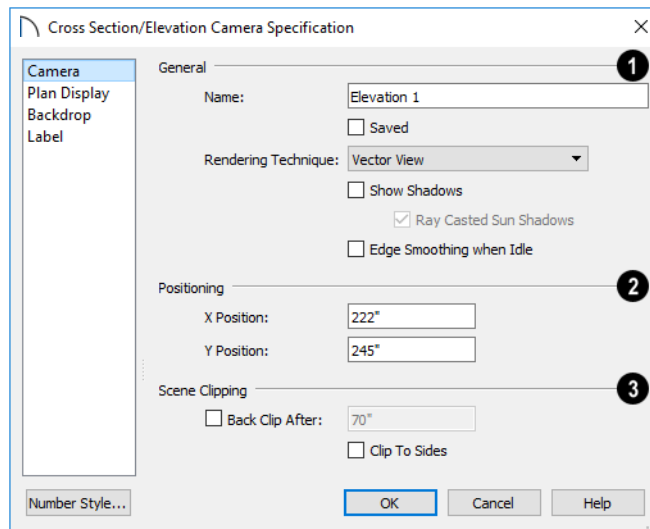 Cross Section/Elevation Camera Specification
Camera
Plan Display
Backdrop
Label
General
1
Name: Elevation 1
Saved
Rendering Technique: Vector View
Show Shadows
Ray Casted Sun Shadows
Edge Smoothing when Idle
Positioning
2
X Position: 222"
Y Position: 245"
Scene Clipping
3
Back Clip After: 70"
Clip To Sides
Number Style... OK Cancel Help